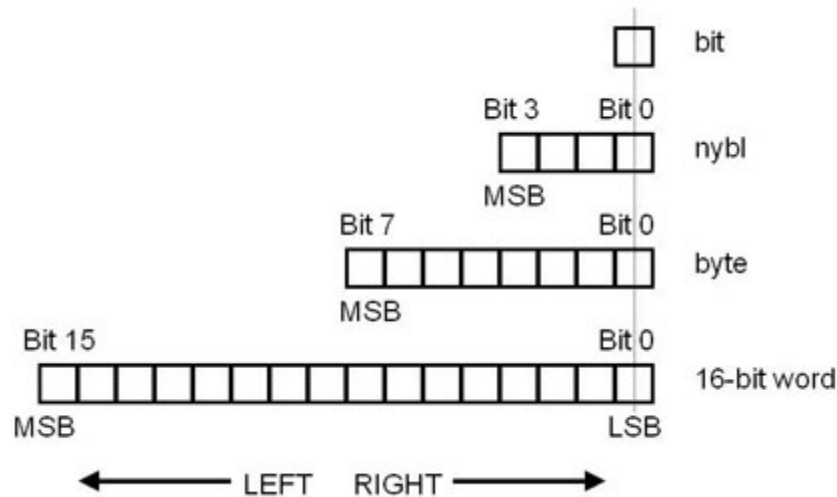 bit
Bit 3 Bit 0
nybl
MSB
Bit 7 Bit 0
byte
MSB
Bit 15 Bit 0
16-bit word
MSB LSB
LEFT RIGHT